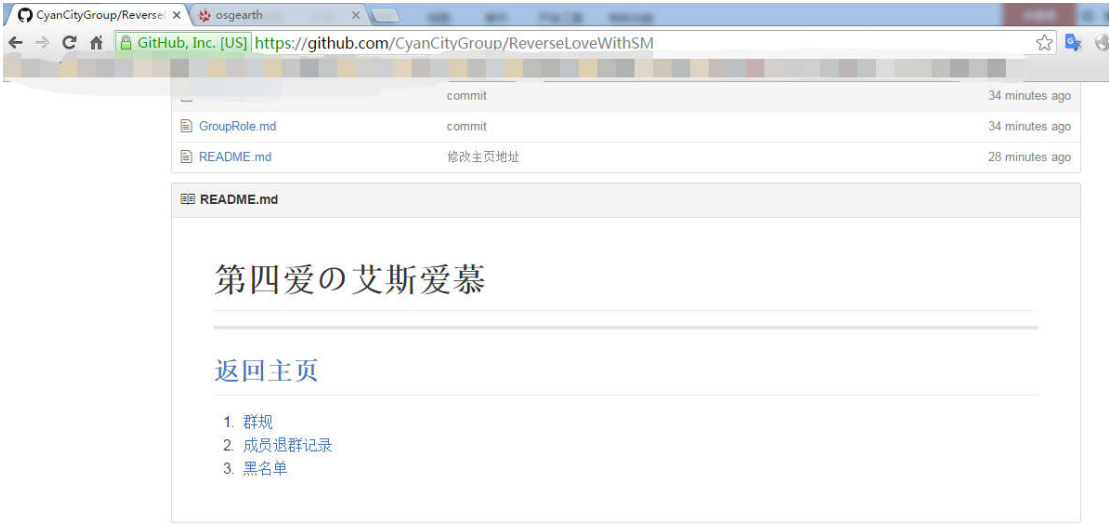 CyanCityGroup/Reverse
osgearth
GitHub, Inc. [US] https://github.com/CyanCityGroup/ReverseLoveWithSM
commit 34 minutes ago
GroupRole.md commit 34 minutes ago
README.md 修改主页地址 28 minutes ago
README.md
第四爱の艾斯爱慕
返回主页
1. 群规
2. 成员退群记录
3. 黑名单